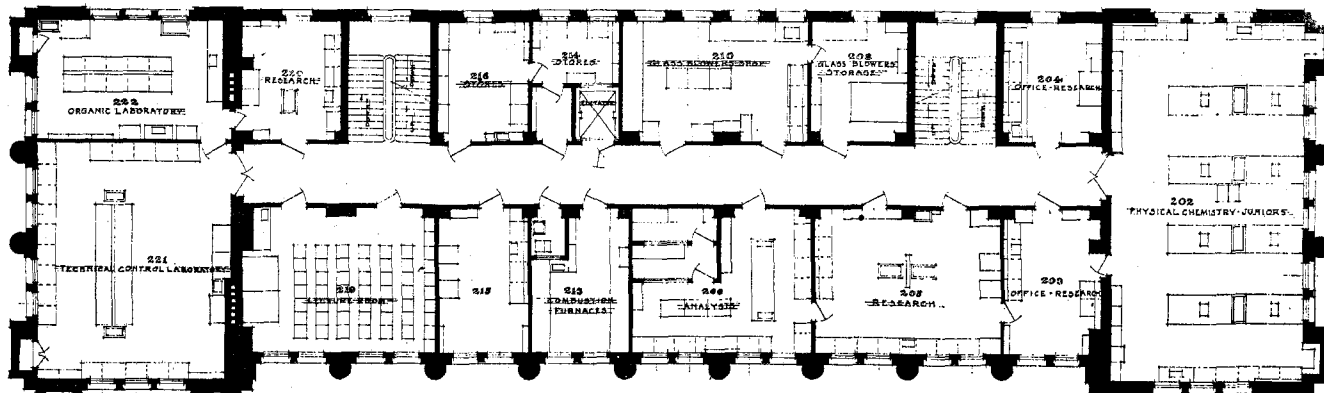 222
ORGANIC LABORATORY
220
RESEARCH
216
STORES
214
STORES
ELEVATOR
210
GLASS BLOWERS SHOP
208
GLASS BLOWERS
STORAGE
204
OFFICE-RESEARCH
202
PHYSICAL CHEMISTRY-JUNIORS
221
TECHNICAL CONTROL LABORATORY
219
LECTURE ROOM
215
213
COMBUSTION
FURNACES
ANALYSIS
205
RESEARCH
203
OFFICE-RESEARCH